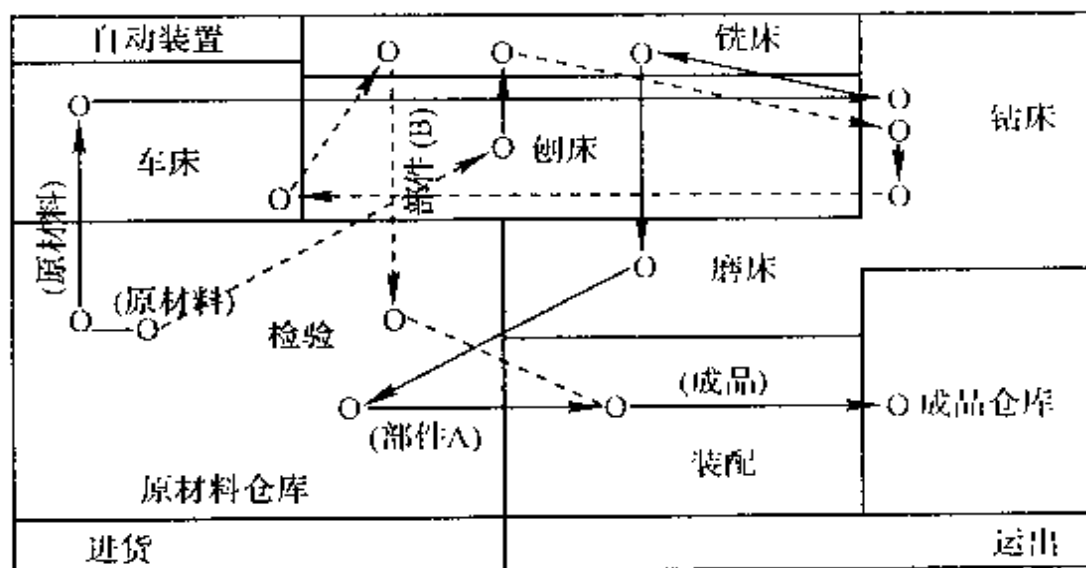 自动装置
铣床
钻床
车床
部件(B)
刨床
(原材料)
(原材料)
磨床
检验
(成品)
成品仓库
(部件A)
装配
原材料仓库
进货
运出